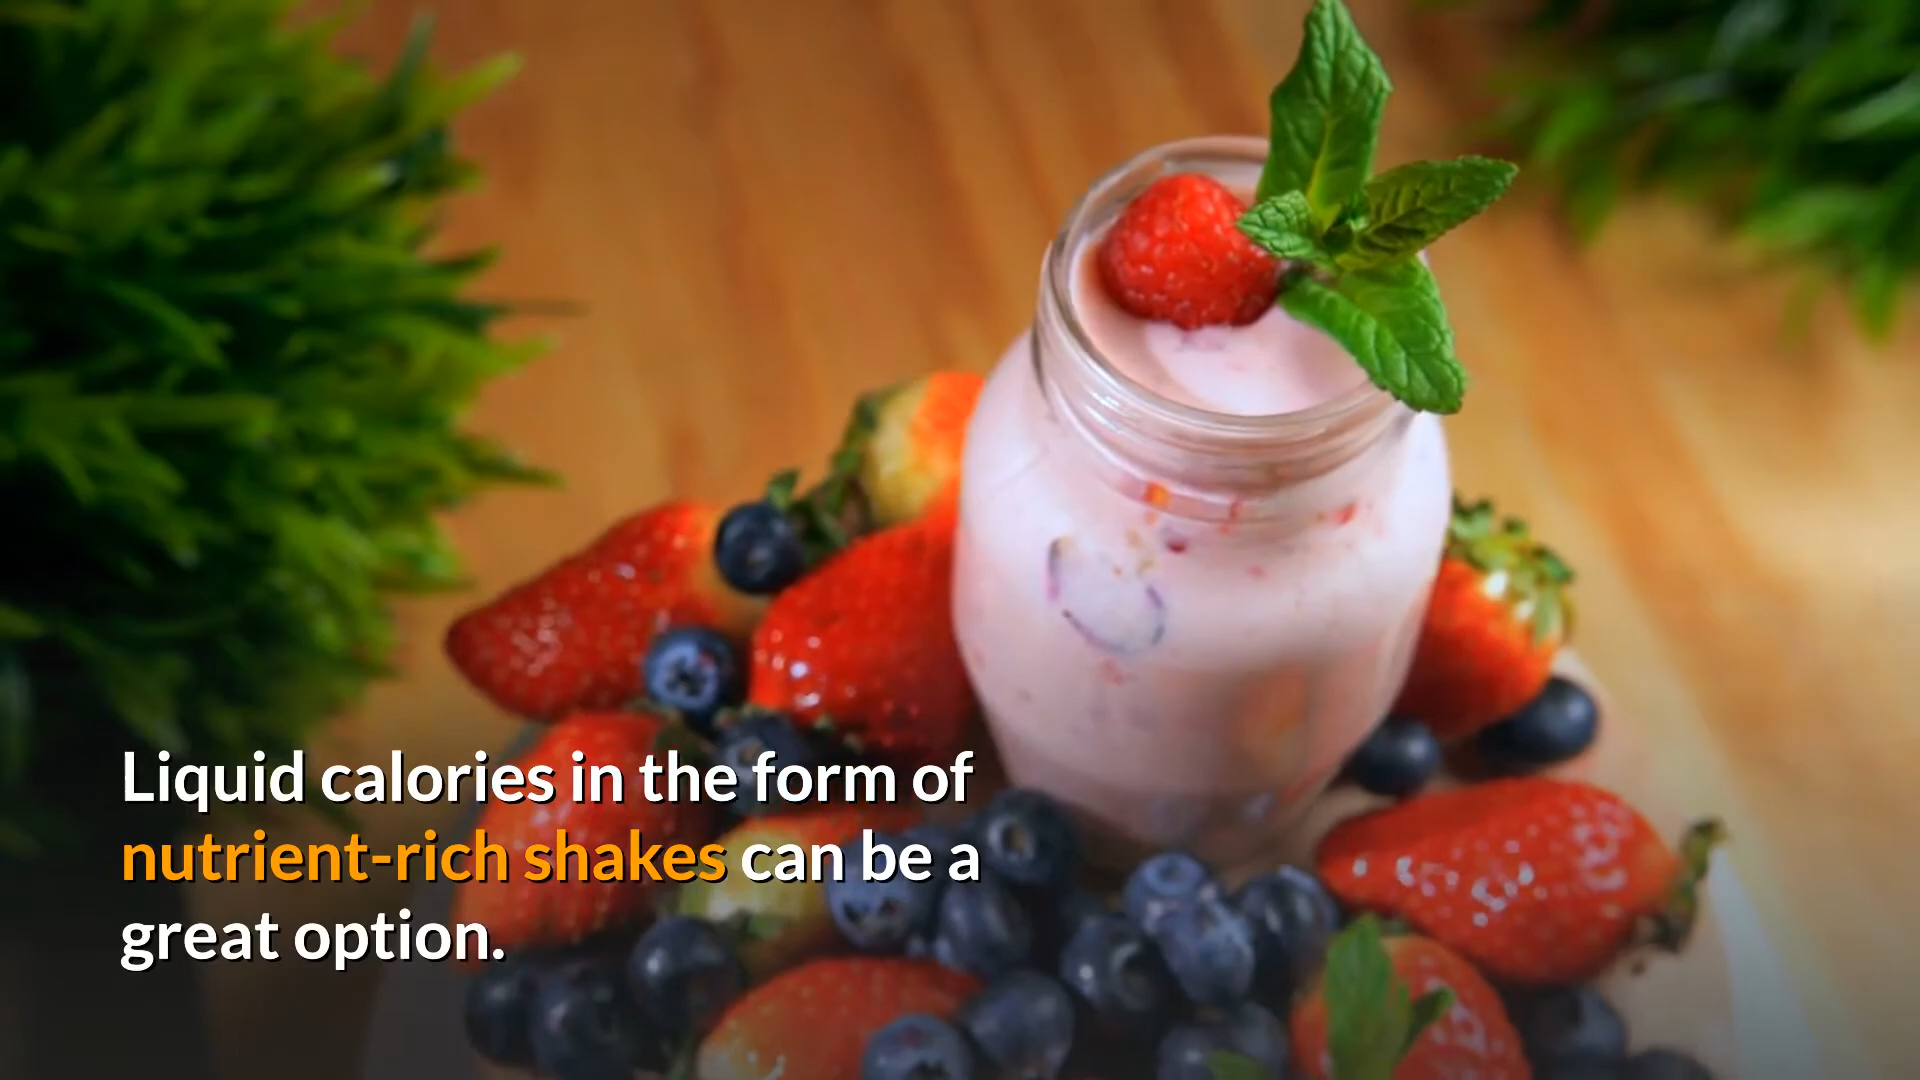 Liquid calories in the form of
nutrient-rich shakes can be a
great option.